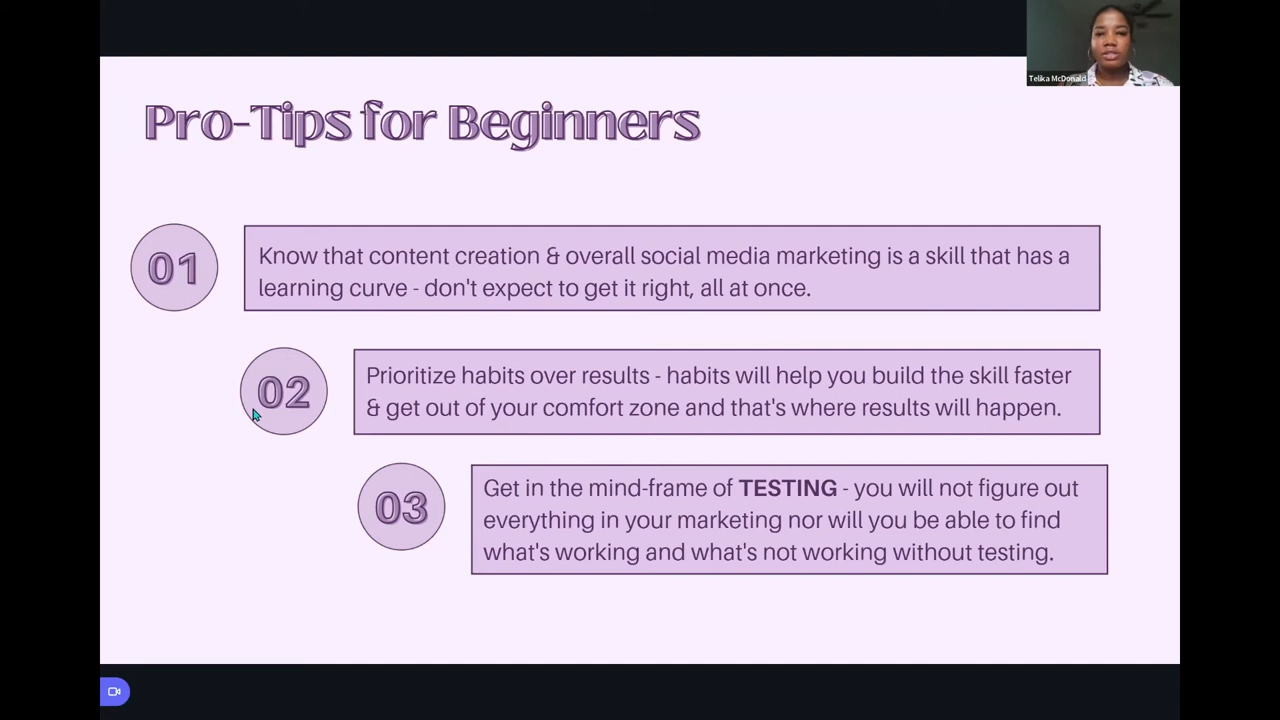 Telika McDonald
Pro-Tips for Beginners
01
Know that content creation & overall social media marketing is a skill that has a
learning curve - don't expect to get it right, all at once.
02
Prioritize habits over results - habits will help you build the skill faster
& get out of your comfort zone and that's where results will happen.
03
Get in the mind-frame of TESTING - you will not figure out
everything in your marketing nor will you be able to find
what's working and what's not working without testing.